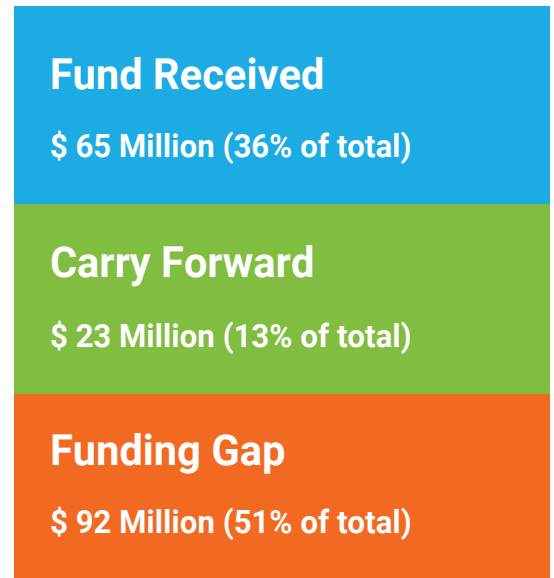 Fund Received
$ 65 Million (36% of total)
Carry Forward
$ 23 Million (13% of total)
Funding Gap
$ 92 Million (51% of total)